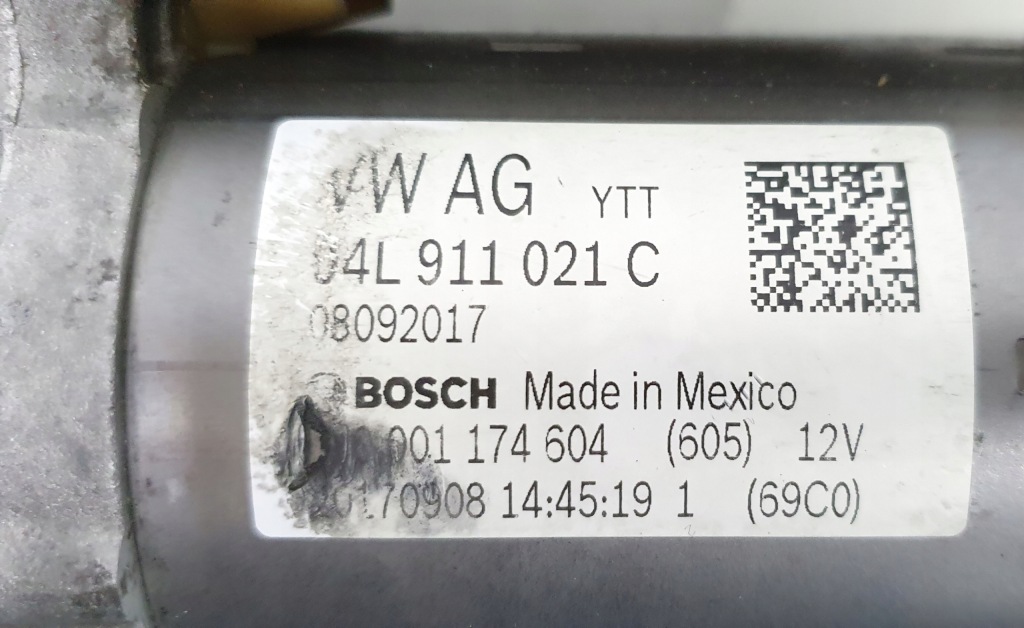 VW AG YTT
04L 911 021 C
08092017
BOSCH Made in Mexico
001 174 604 (605) 12V
20170908 14:45:19 1 (69C0)